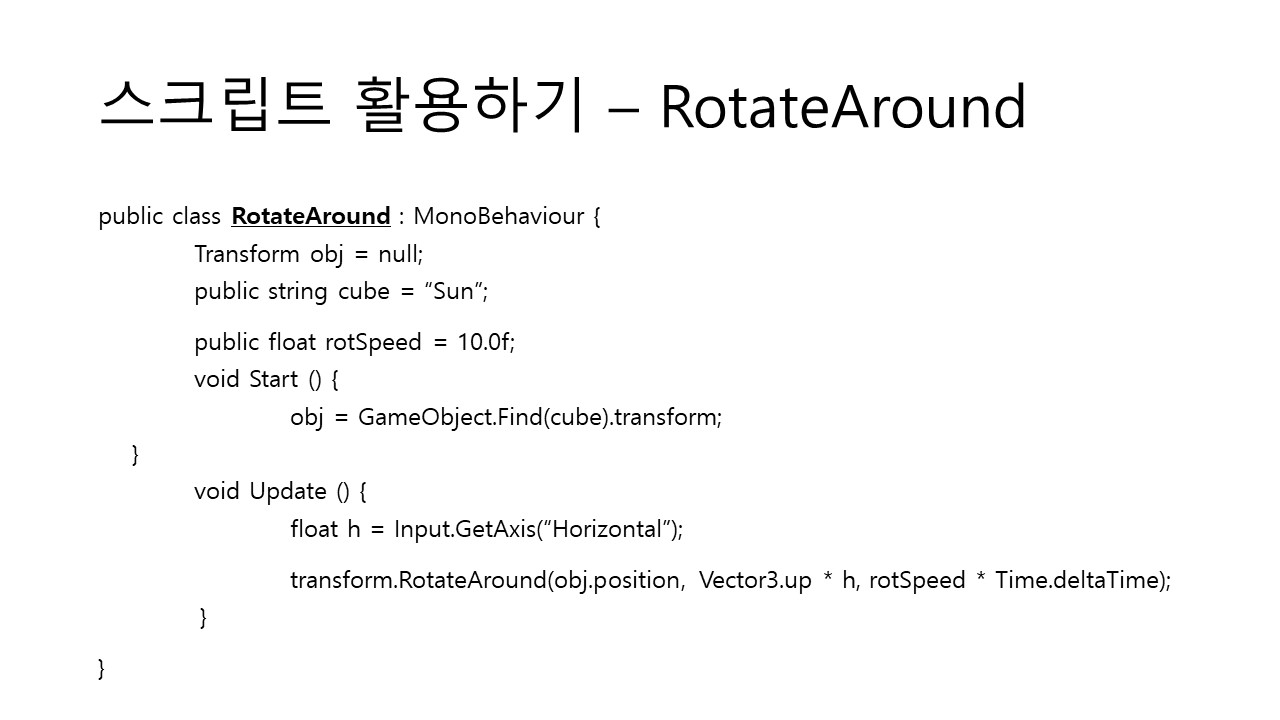 스크립트 활용하기 – RotateAround
public class RotateAround : MonoBehaviour {
Transform obj = null;
public string cube = “Sun”;
public float rotSpeed = 10.0f;
void Start () {
obj = GameObject.Find(cube).transform;
}
void Update () {
float h = Input.GetAxis(“Horizontal”);
transform.RotateAround(obj.position, Vector3.up * h, rotSpeed * Time.deltaTime);
}
}